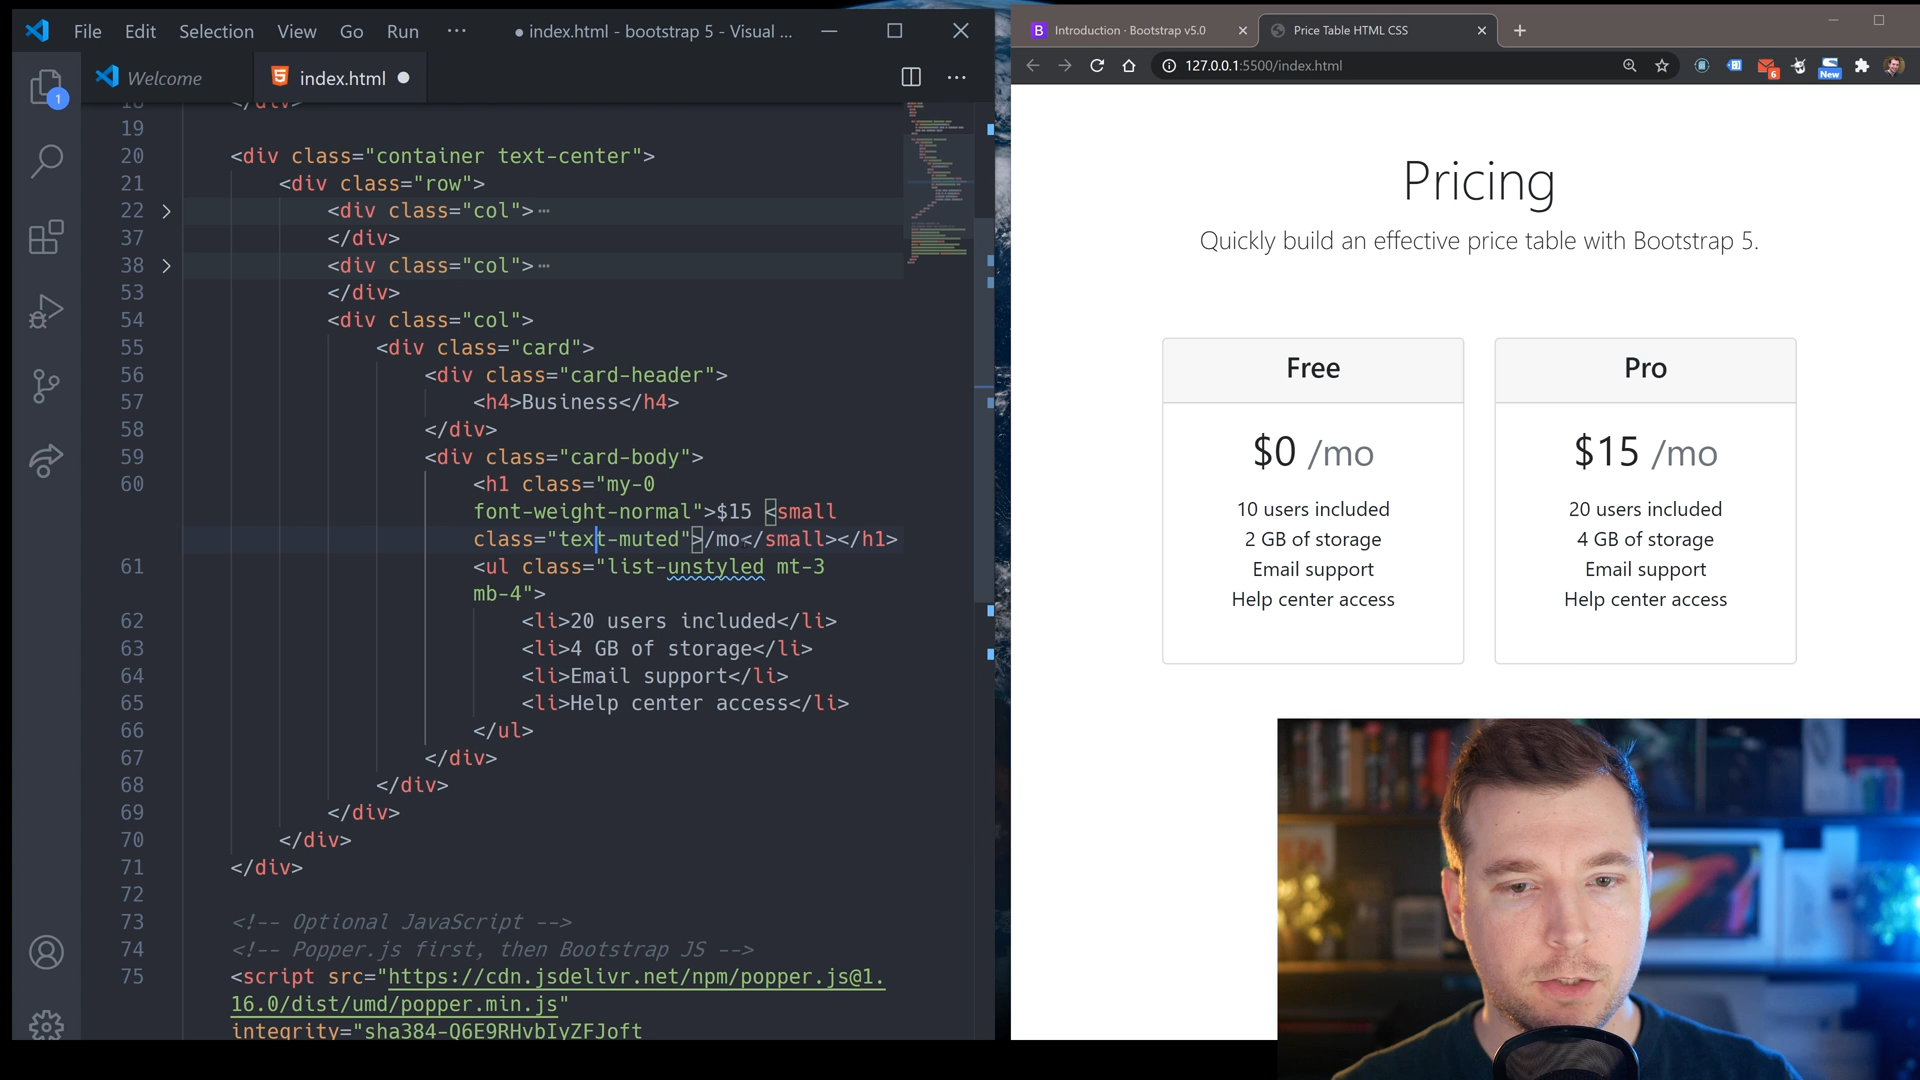 File Edit Selection View Go Run ··· ● index.html - bootstrap 5 - Visual ...
Welcome
index.html ●
1
19
20 <div class="container text-center">
21 <div class="row">
22 <div class="col">···
37 </div>
38 <div class="col">···
53 </div>
54 <div class="col">
55 <div class="card">
56 <div class="card-header">
57 <h4>Business</h4>
58 </div>
59 <div class="card-body">
60 <h1 class="my-0
font-weight-normal">$15 <small
class="text-muted">/mo</small></h1>
61 <ul class="list-unstyled mt-3
mb-4">
62 <li>20 users included</li>
63 <li>4 GB of storage</li>
64 <li>Email support</li>
65 <li>Help center access</li>
66 </ul>
67 </div>
68 </div>
69 </div>
70 </div>
71 </div>
72
73 <!-- Optional JavaScript -->
74 <!-- Popper.js first, then Bootstrap JS -->
75 <script src="https://cdn.jsdelivr.net/npm/popper.js@1.
16.0/dist/umd/popper.min.js"
integrity="sha384-Q6E9RHvbIyZFJoft
B Introduction · Bootstrap v5.0
Price Table HTML CSS
127.0.0.1:5500/index.html
6
New
Pricing
Quickly build an effective price table with Bootstrap 5.
Free
$0 /mo
10 users included
2 GB of storage
Email support
Help center access
Pro
$15 /mo
20 users included
4 GB of storage
Email support
Help center access